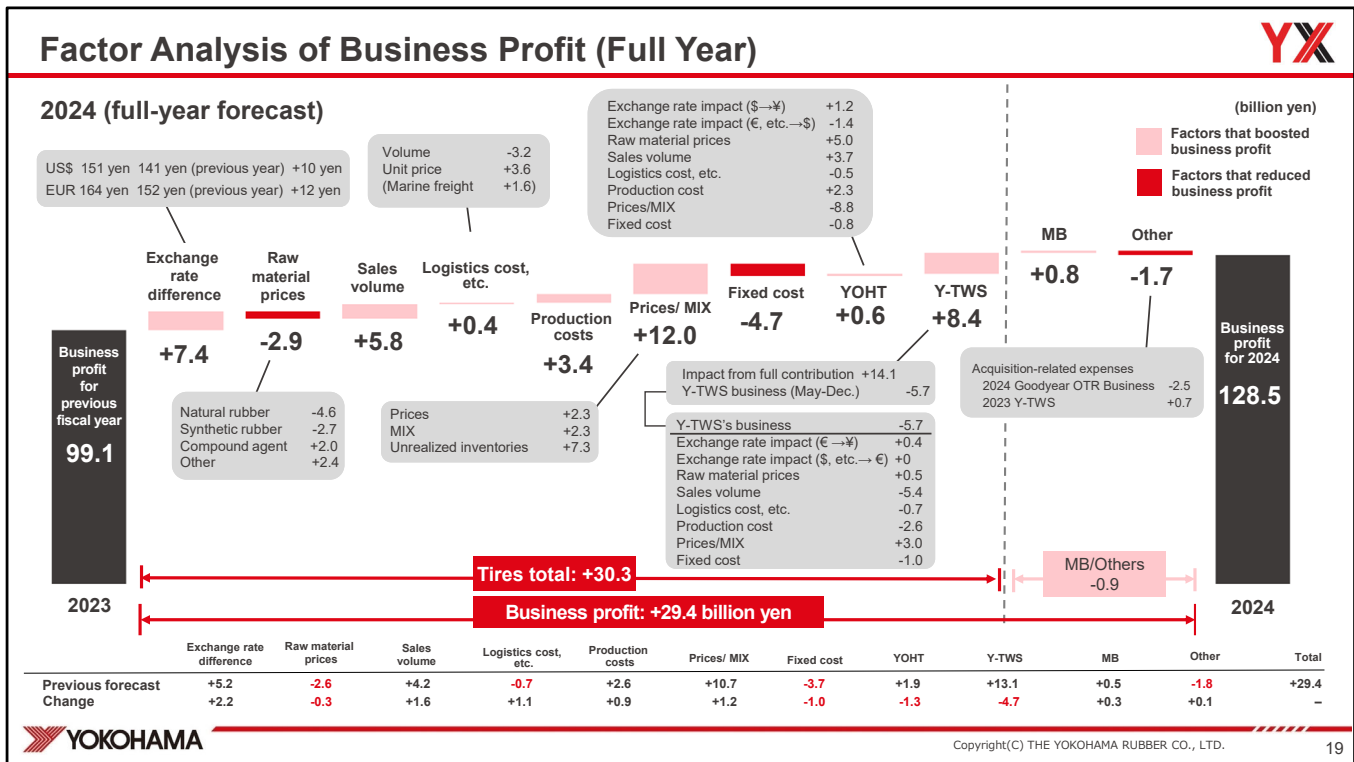 Factor Analysis of Business Profit (Full Year)
YX
2024 (full-year forecast)
(billion yen)
Factors that boosted
business profit
Factors that reduced
business profit
US$ 151 yen 141 yen (previous year) +10 yen
EUR 164 yen 152 yen (previous year) +12 yen
Volume -3.2
Unit price +3.6
(Marine freight +1.6)
Exchange rate impact ($→¥) +1.2
Exchange rate impact (€, etc.→$) -1.4
Raw material prices +5.0
Sales volume +3.7
Logistics cost, etc. -0.5
Production cost +2.3
Prices/MIX -8.8
Fixed cost -0.8
Business
profit
for
previous
fiscal year
99.1
2023
Exchange
rate
difference
+7.4
Raw
material
prices
-2.9
Sales
volume
+5.8
Logistics cost,
etc.
+0.4
Production
costs
+3.4
Prices/ MIX
+12.0
Fixed cost
-4.7
YOHT
+0.6
Y-TWS
+8.4
MB
+0.8
Other
-1.7
Business
profit
for 2024
128.5
2024
Natural rubber -4.6
Synthetic rubber -2.7
Compound agent +2.0
Other +2.4
Prices +2.3
MIX +2.3
Unrealized inventories +7.3
Impact from full contribution +14.1
Y-TWS business (May-Dec.) -5.7
Y-TWS's business -5.7
Exchange rate impact (€ →¥) +0.4
Exchange rate impact ($, etc.→ €) +0
Raw material prices +0.5
Sales volume -5.4
Logistics cost, etc. -0.7
Production cost -2.6
Prices/MIX +3.0
Fixed cost -1.0
Acquisition-related expenses
2024 Goodyear OTR Business -2.5
2023 Y-TWS +0.7
Tires total: +30.3
MB/Others
-0.9
Business profit: +29.4 billion yen
Exchange rate
difference
Raw material
prices
Sales
volume
Logistics cost,
etc.
Production
costs
Prices/ MIX
Fixed cost
YOHT
Y-TWS
MB
Other
Total
Previous forecast +5.2 -2.6 +4.2 -0.7 +2.6 +10.7 -3.7 +1.9 +13.1 +0.5 -1.8 +29.4
Change +2.2 -0.3 +1.6 +1.1 +0.9 +1.2 -1.0 -1.3 -4.7 +0.3 +0.1 –
YOKOHAMA
Copyright(C) THE YOKOHAMA RUBBER CO., LTD.
19